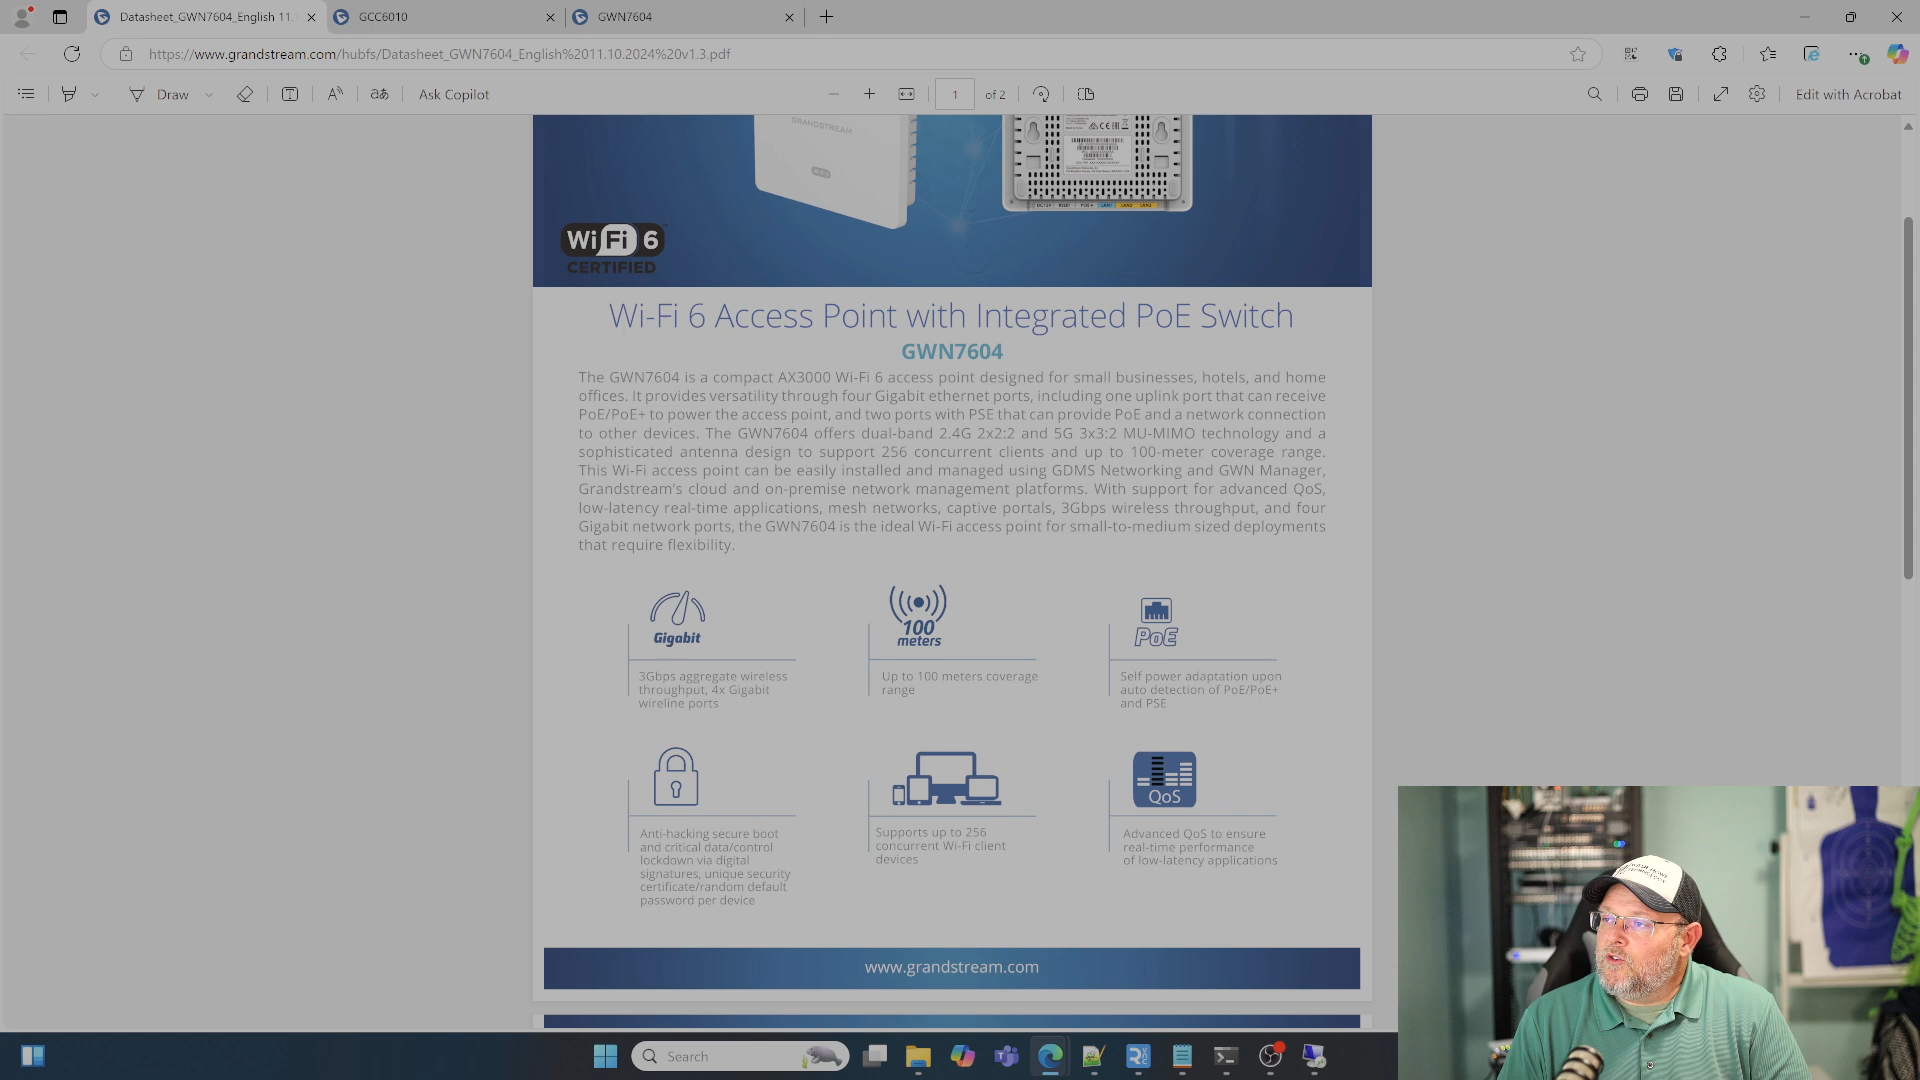 Datasheet_GWN7604_English 11.
GCC6010
GWN7604
https://www.grandstream.com/hubfs/Datasheet_GWN7604_English%2011.10.2024%20v1.3.pdf
Draw
aあ
Ask Copilot
1
of 2
Edit with Acrobat
GRANDSTREAM
WiFi 6
CERTIFIED
Wi-Fi 6 Access Point with Integrated PoE Switch
GWN7604
The GWN7604 is a compact AX3000 Wi-Fi 6 access point designed for small businesses, hotels, and home
offices. It provides versatility through four Gigabit ethernet ports, including one uplink port that can receive
PoE/PoE+ to power the access point, and two ports with PSE that can provide PoE and a network connection
to other devices. The GWN7604 offers dual-band 2.4G 2x2:2 and 5G 3x3:2 MU-MIMO technology and a
sophisticated antenna design to support 256 concurrent clients and up to 100-meter coverage range.
This Wi-Fi access point can be easily installed and managed using GDMS Networking and GWN Manager,
Grandstream's cloud and on-premise network management platforms. With support for advanced QoS,
low-latency real-time applications, mesh networks, captive portals, 3Gbps wireless throughput, and four
Gigabit network ports, the GWN7604 is the ideal Wi-Fi access point for small-to-medium sized deployments
that require flexibility.
Gigabit
3Gbps aggregate wireless
throughput, 4x Gigabit
wireline ports
100
meters
Up to 100 meters coverage
range
PoE
Self power adaptation upon
auto detection of PoE/PoE+
and PSE
Anti-hacking secure boot
and critical data/control
lockdown via digital
signatures, unique security
certificate/random default
password per device
Supports up to 256
concurrent Wi-Fi client
devices
QoS
Advanced QoS to ensure
real-time performance
of low-latency applications
www.grandstream.com
Search